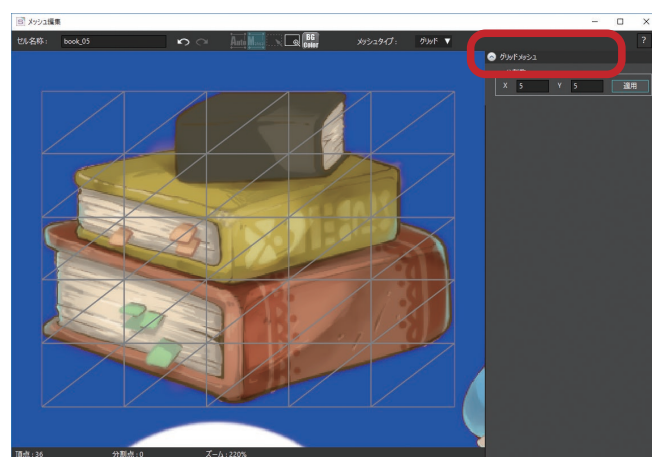 メッシュ編集
セル名称: book_05 Auto Manu BG Color メッシュタイプ: グリッド ▼ ?
グリッドメッシュ
X 5 Y 5 適用
頂点:36 分割点:0 ズーム:220%